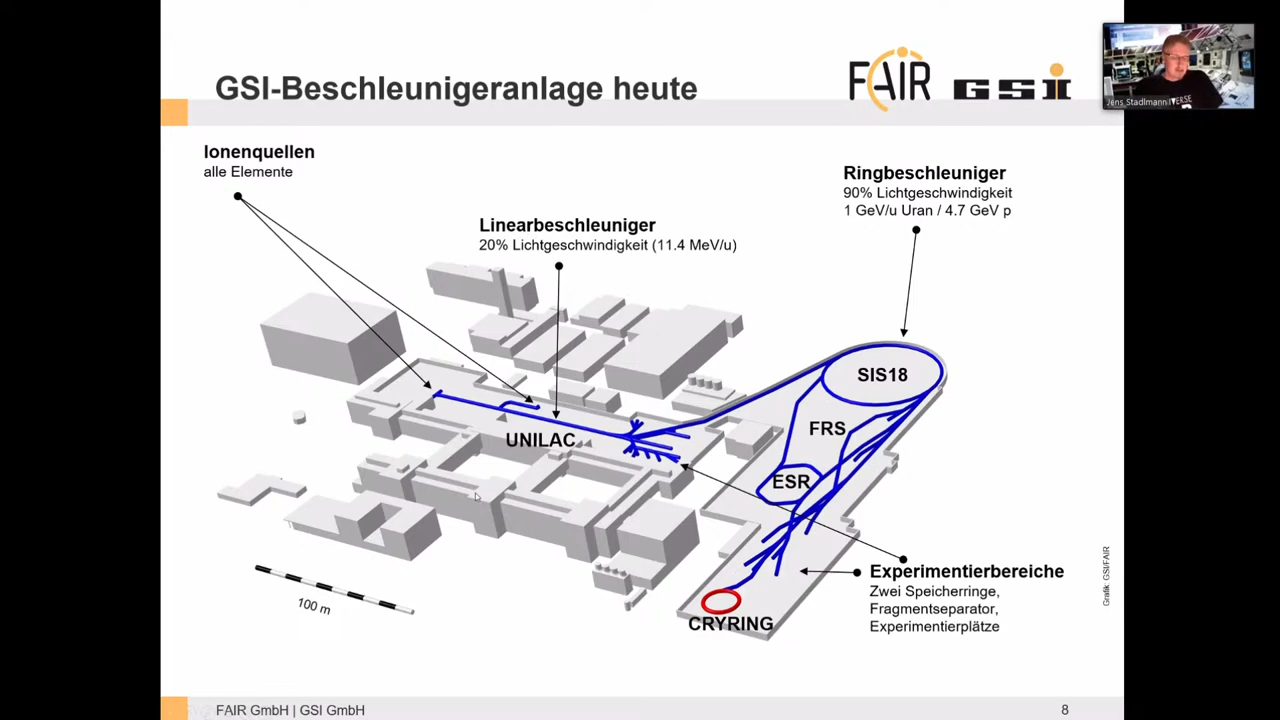 GSI-Beschleunigeranlage heute
FAIR GSI
Jens Stadlmann
VERSE
Ionenquellen
alle Elemente
Ringbeschleuniger
90% Lichtgeschwindigkeit
1 GeV/u Uran / 4.7 GeV p
Linearbeschleuniger
20% Lichtgeschwindigkeit (11.4 MeV/u)
SIS18
FRS
UNILAC
ESR
Experimentierbereiche
Zwei Speicherringe,
Fragmentseparator,
Experimentierplätze
CRYRING
100 m
Grafik: GSI/FAIR
FAIR GmbH | GSI GmbH
8